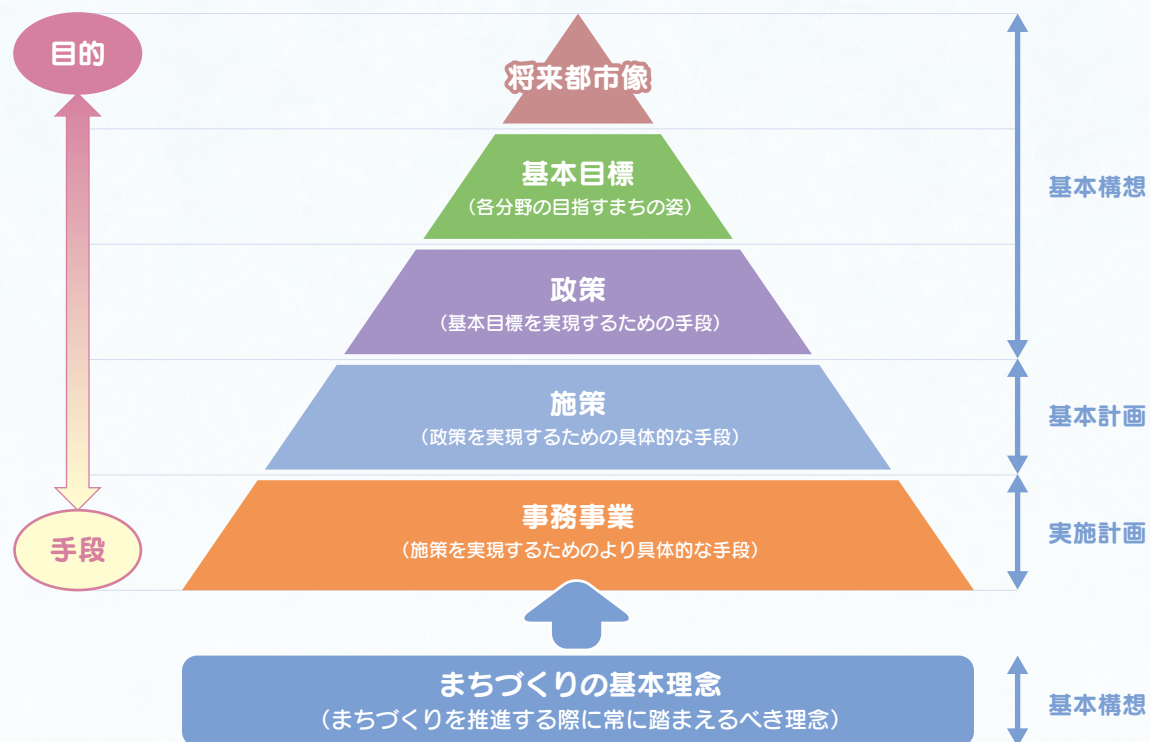 目的
将来都市像
基本目標
（各分野の目指すまちの姿）
基本構想
政策
（基本目標を実現するための手段）
施策
（政策を実現するための具体的な手段）
基本計画
事務事業
（施策を実現するためのより具体的な手段）
手段
実施計画
まちづくりの基本理念
（まちづくりを推進する際に常に踏まえるべき理念）
基本構想